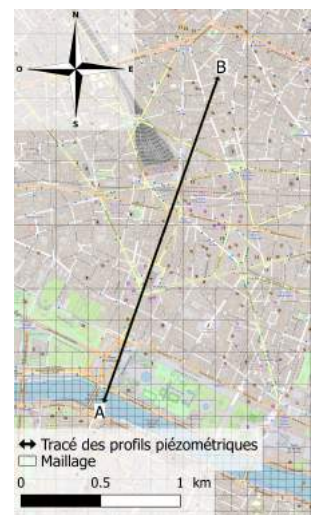 N
O E
S
B
A
Tracé des profils piézométriques
Maillage
0 0.5 1 km